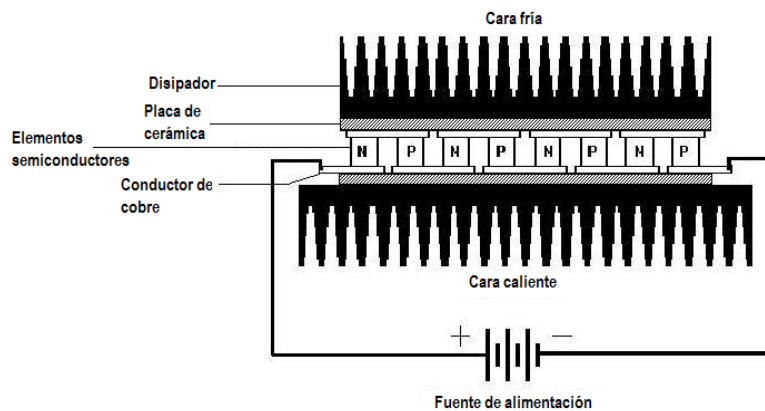 Cara fría
Disipador
Placa de
cerámica
Elementos
semiconductores
N P N P N P N P
Conductor de
cobre
Cara caliente
+ −
Fuente de alimentación